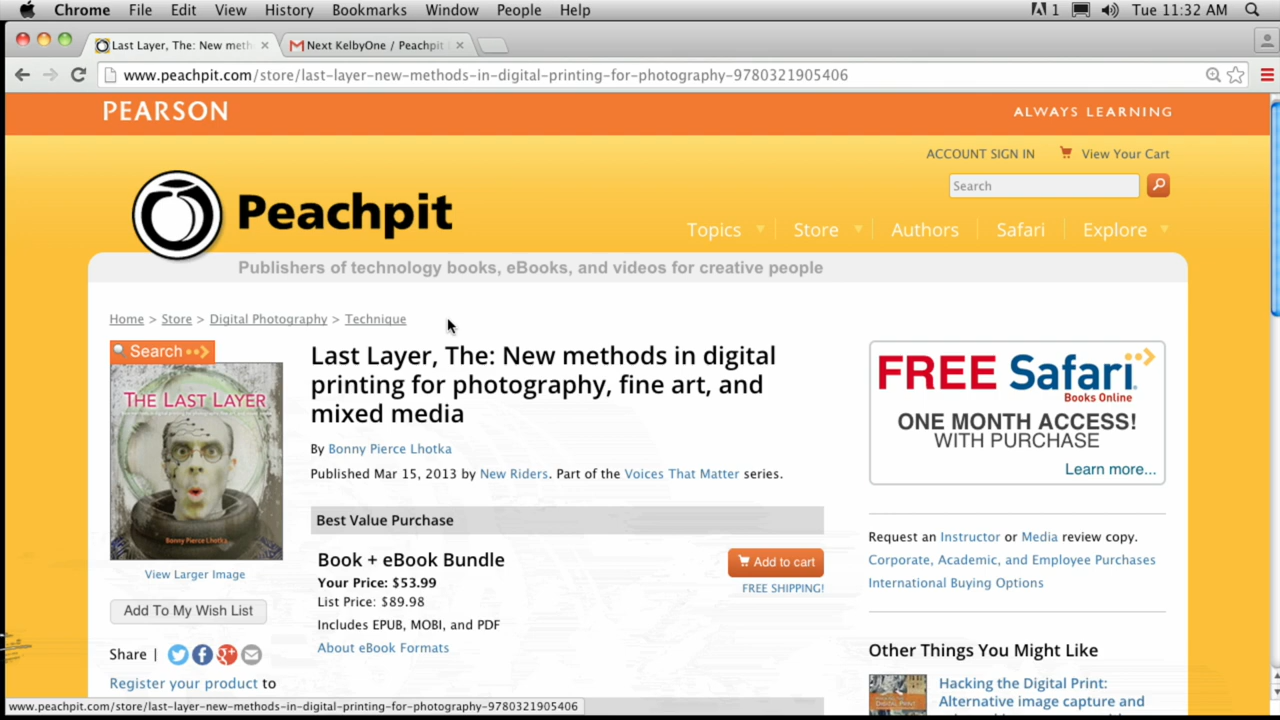 Chrome File Edit View History Bookmarks Window People Help 1 Tue 11:32 AM
Last Layer, The: New meth Next KelbyOne / Peachpit
www.peachpit.com/store/last-layer-new-methods-in-digital-printing-for-photography-9780321905406
PEARSON ALWAYS LEARNING
ACCOUNT SIGN IN View Your Cart
Search
Peachpit
Topics Store Authors Safari Explore
Publishers of technology books, eBooks, and videos for creative people
Home > Store > Digital Photography > Technique
Search
THE LAST LAYER
Bonny Pierce Lhotka
View Larger Image
Add To My Wish List
Share |
Register your product to
Last Layer, The: New methods in digital
printing for photography, fine art, and
mixed media
By Bonny Pierce Lhotka
Published Mar 15, 2013 by New Riders. Part of the Voices That Matter series.
Best Value Purchase
Book + eBook Bundle
Your Price: $53.99
List Price: $89.98
Includes EPUB, MOBI, and PDF
About eBook Formats
Add to cart
FREE SHIPPING!
FREE Safari
Books Online
ONE MONTH ACCESS!
WITH PURCHASE
Learn more...
Request an Instructor or Media review copy.
Corporate, Academic, and Employee Purchases
International Buying Options
Other Things You Might Like
Hacking the Digital Print:
Alternative image capture and
www.peachpit.com/store/last-layer-new-methods-in-digital-printing-for-photography-9780321905406